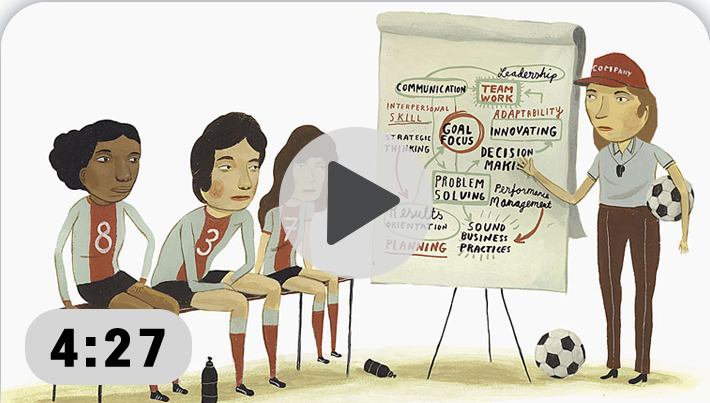 COMPANY
Leadership
COMMUNICATION
TEAM
WORK
INTERPERSONAL
SKILL
ADAPTABILITY
GOAL
FOCUS
INNOVATING
STRATEGIC
THINKING
DECISION
MAKI
PROBLEM
SOLVING
Performance
Management
Results
ORIENTATION
SOUND
BUSINESS
PRACTICES
PLANNING
8
3
7
4:27